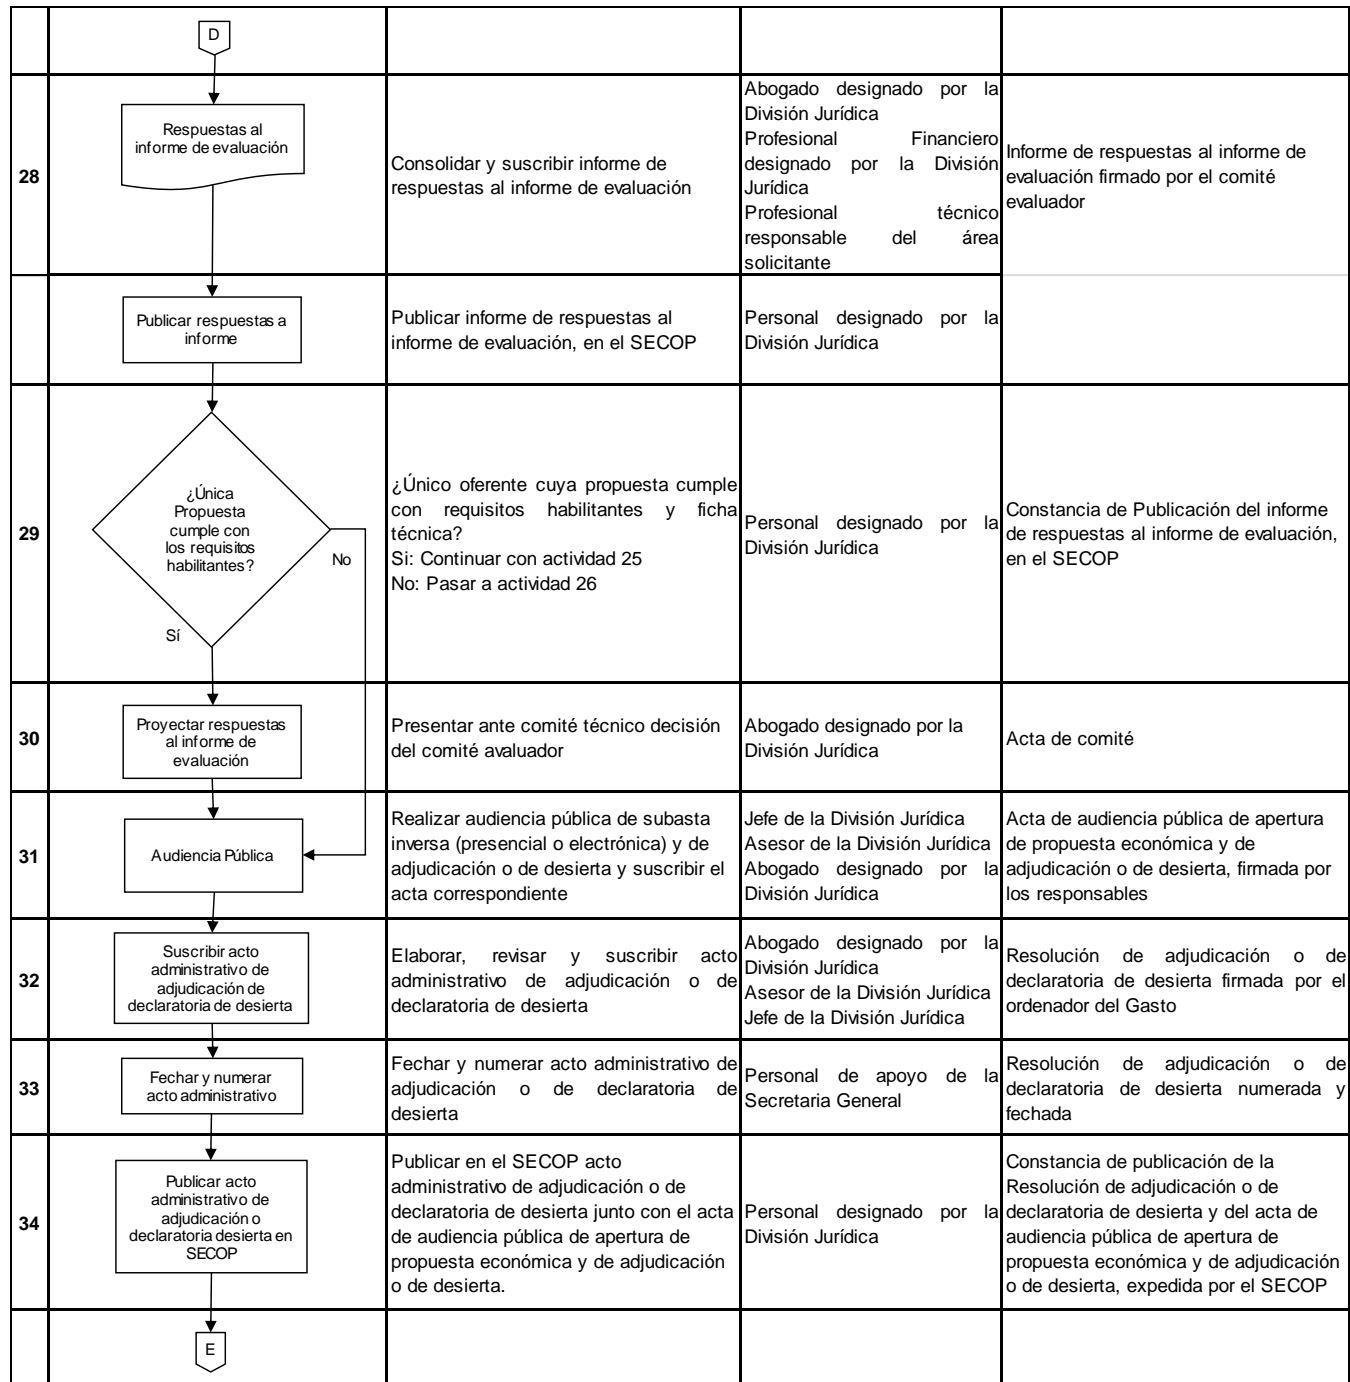 D
28
Respuestas al
informe de evaluación
Consolidar y suscribir informe de
respuestas al informe de evaluación
Abogado designado por la
División Jurídica
Profesional Financiero
designado por la División
Jurídica
Profesional técnico
responsable del área
solicitante
Informe de respuestas al informe de
evaluación firmado por el comité
evaluador
Publicar respuestas a
informe
Publicar informe de respuestas al
informe de evaluación, en el SECOP
Personal designado por la
División Jurídica
29
¿Única
Propuesta
cumple con
los requisitos
habilitantes?
No
Sí
¿Único oferente cuya propuesta cumple
con requisitos habilitantes y ficha
técnica?
Si: Continuar con actividad 25
No: Pasar a actividad 26
Personal designado por la
División Jurídica
Constancia de Publicación del informe
de respuestas al informe de evaluación,
en el SECOP
30
Proyectar respuestas
al informe de
evaluación
Presentar ante comité técnico decisión
del comité avaluador
Abogado designado por la
División Jurídica
Acta de comité
31
Audiencia Pública
Realizar audiencia pública de subasta
inversa (presencial o electrónica) y de
adjudicación o de desierta y suscribir el
acta correspondiente
Jefe de la División Jurídica
Asesor de la División Jurídica
Abogado designado por la
División Jurídica
Acta de audiencia pública de apertura
de propuesta económica y de
adjudicación o de desierta, firmada por
los responsables
32
Suscribir acto
administrativo de
adjudicación de
declaratoria de desierta
Elaborar, revisar y suscribir acto
administrativo de adjudicación o de
declaratoria de desierta
Abogado designado por la
División Jurídica
Asesor de la División Jurídica
Jefe de la División Jurídica
Resolución de adjudicación o de
declaratoria de desierta firmada por el
ordenador del Gasto
33
Fechar y numerar
acto administrativo
Fechar y numerar acto administrativo de
adjudicación o de declaratoria de
desierta
Personal de apoyo de la
Secretaria General
Resolución de adjudicación o de
declaratoria de desierta numerada y
fechada
34
Publicar acto
administrativo de
adjudicación o
declaratoria desierta en
SECOP
Publicar en el SECOP acto
administrativo de adjudicación o de
declaratoria de desierta junto con el acta
de audiencia pública de apertura de
propuesta económica y de adjudicación
o de desierta.
Personal designado por la
División Jurídica
Constancia de publicación de la
Resolución de adjudicación o de
declaratoria de desierta y del acta de
audiencia pública de apertura de
propuesta económica y de adjudicación
o de desierta, expedida por el SECOP
E